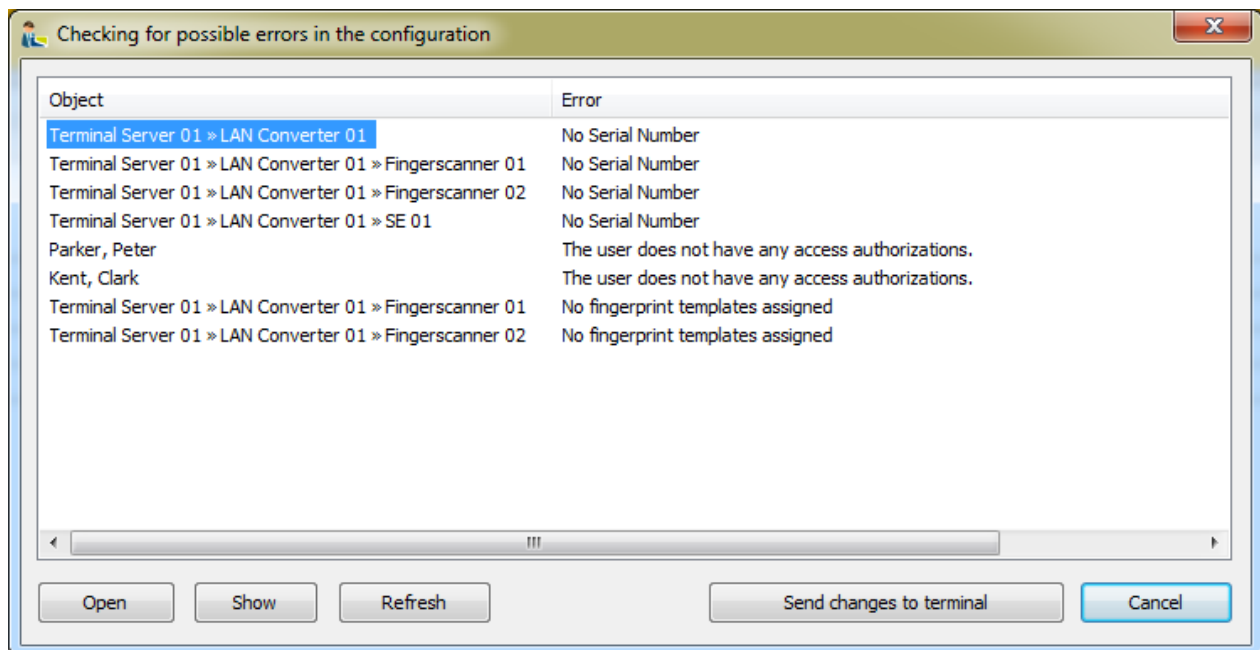 Checking for possible errors in the configuration
Object Error
Terminal Server 01 » LAN Converter 01 No Serial Number
Terminal Server 01 » LAN Converter 01 » Fingerscanner 01 No Serial Number
Terminal Server 01 » LAN Converter 01 » Fingerscanner 02 No Serial Number
Terminal Server 01 » LAN Converter 01 » SE 01 No Serial Number
Parker, Peter The user does not have any access authorizations.
Kent, Clark The user does not have any access authorizations.
Terminal Server 01 » LAN Converter 01 » Fingerscanner 01 No fingerprint templates assigned
Terminal Server 01 » LAN Converter 01 » Fingerscanner 02 No fingerprint templates assigned
Open Show Refresh Send changes to terminal Cancel